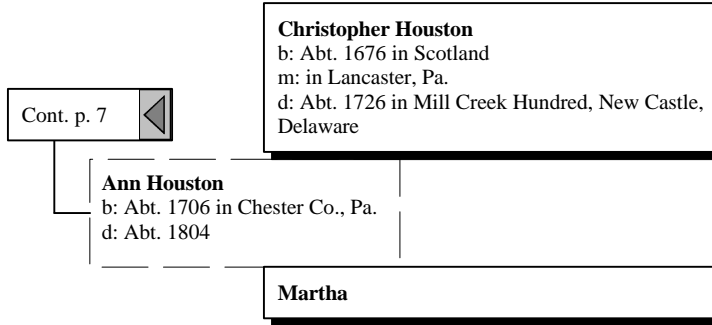 Christopher Houston
b: Abt. 1676 in Scotland
m: in Lancaster, Pa.
d: Abt. 1726 in Mill Creek Hundred, New Castle,
Delaware
Cont. p. 7
Ann Houston
b: Abt. 1706 in Chester Co., Pa.
d: Abt. 1804
Martha